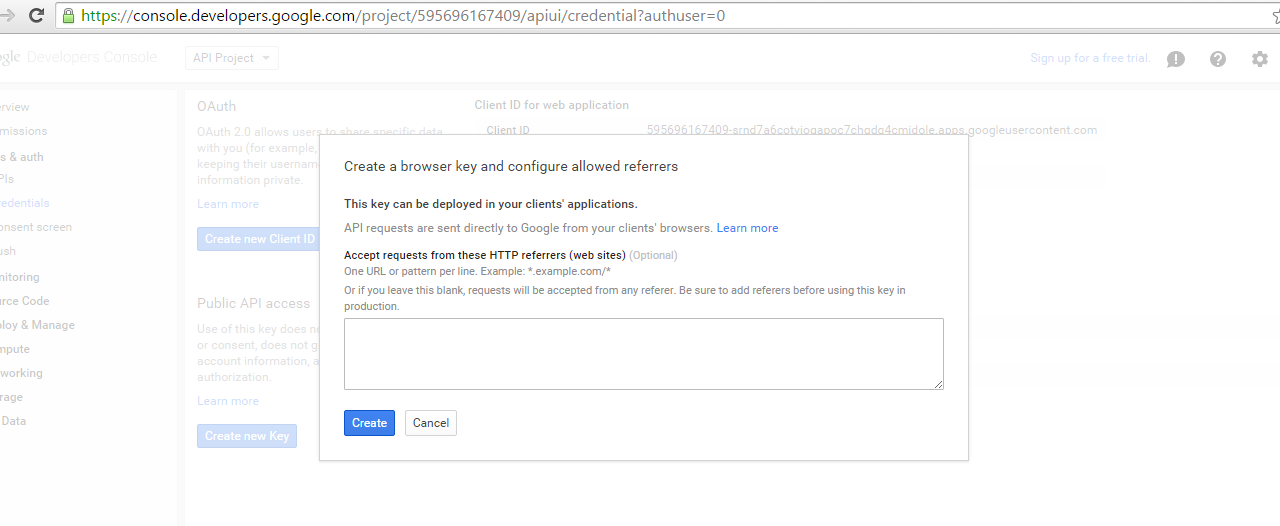 https://console.developers.google.com/project/595696167409/apiui/credential?authuser=0
ogle Developers Console
API Project
Sign up for a free trial.
erview
missions
s & auth
PIs
redentials
onsent screen
ush
nitoring
urce Code
ploy & Manage
mpute
tworking
rage
Data
OAuth
OAuth 2.0 allows users to share specific data
with you (for example,
keeping their usernam
information private.
Learn more
Create new Client ID
Public API access
Use of this key does no
or consent, does not g
account information, a
authorization.
Learn more
Create new Key
Client ID for web application
Client ID
Create a browser key and configure allowed referrers
This key can be deployed in your clients' applications.
API requests are sent directly to Google from your clients' browsers. Learn more
Accept requests from these HTTP referrers (web sites) (Optional)
One URL or pattern per line. Example: *.example.com/*
Or if you leave this blank, requests will be accepted from any referer. Be sure to add referers before using this key in
production.
Create
Cancel